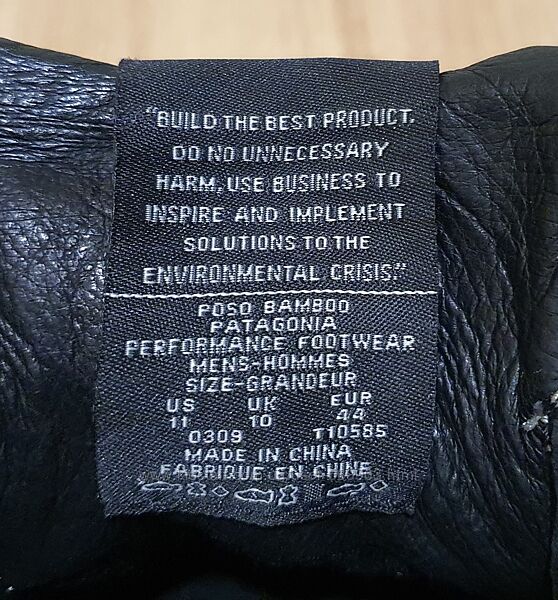 "BUILD THE BEST PRODUCT,
DO NO UNNECESSARY
HARM, USE BUSINESS TO
INSPIRE AND IMPLEMENT
SOLUTIONS TO THE
ENVIRONMENTAL CRISIS."
POSO BAMBOO
PATAGONIA
PERFORMANCE FOOTWEAR
MENS-HOMMES
SIZE-GRANDEUR
US UK EUR
11 10 44
0309 T10585
MADE IN CHINA
FABRIQUE EN CHINE